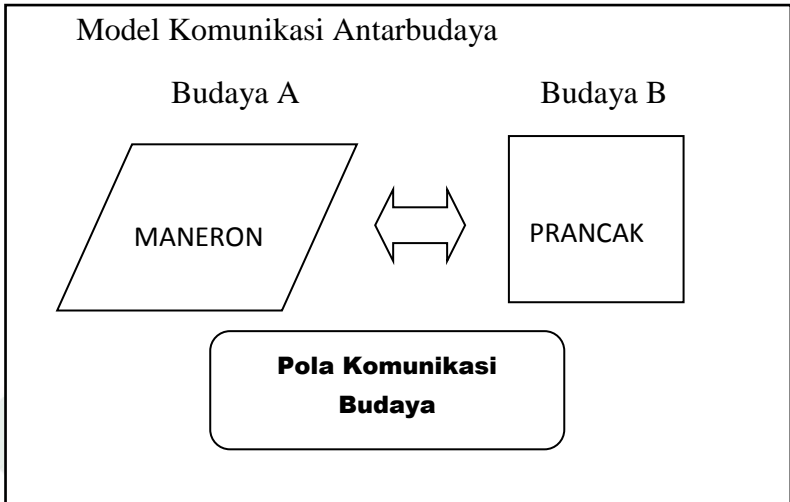 Model Komunikasi Antarbudaya
Budaya A
Budaya B
MANERON
PRANCAK
Pola Komunikasi
Budaya